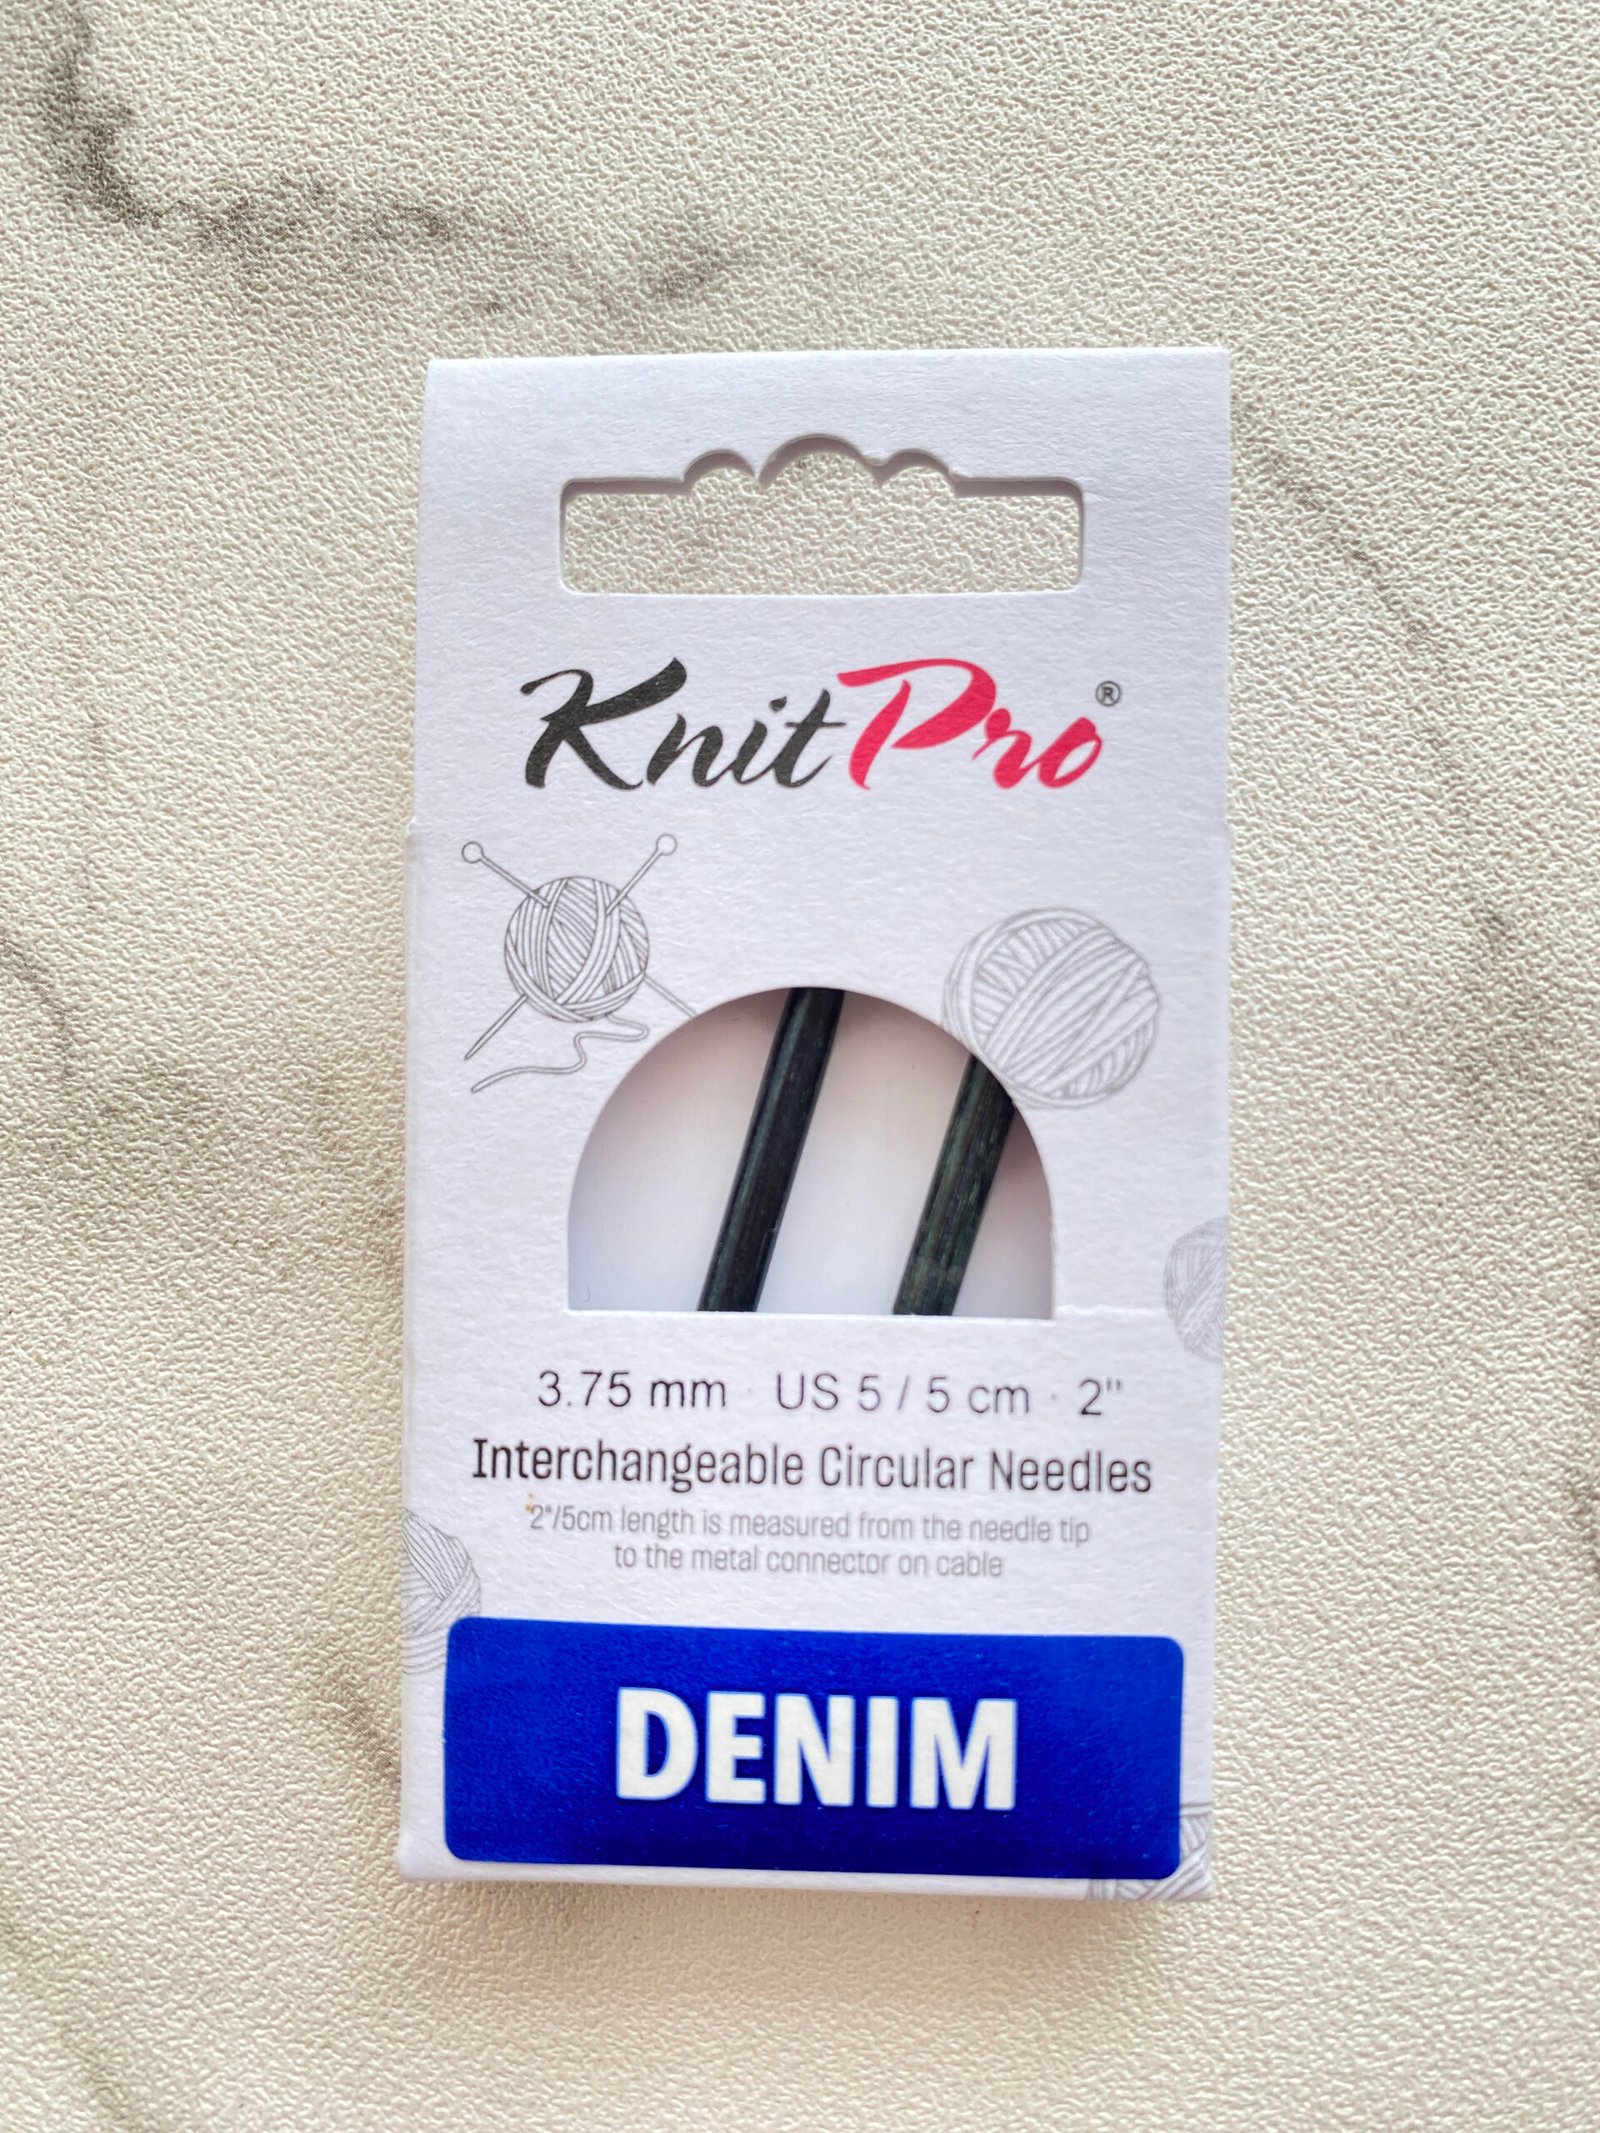 KnitPro®
3.75 mm · US 5 / 5 cm · 2"
Interchangeable Circular Needles
2"/5cm length is measured from the needle tip
to the metal connector on cable
DENIM